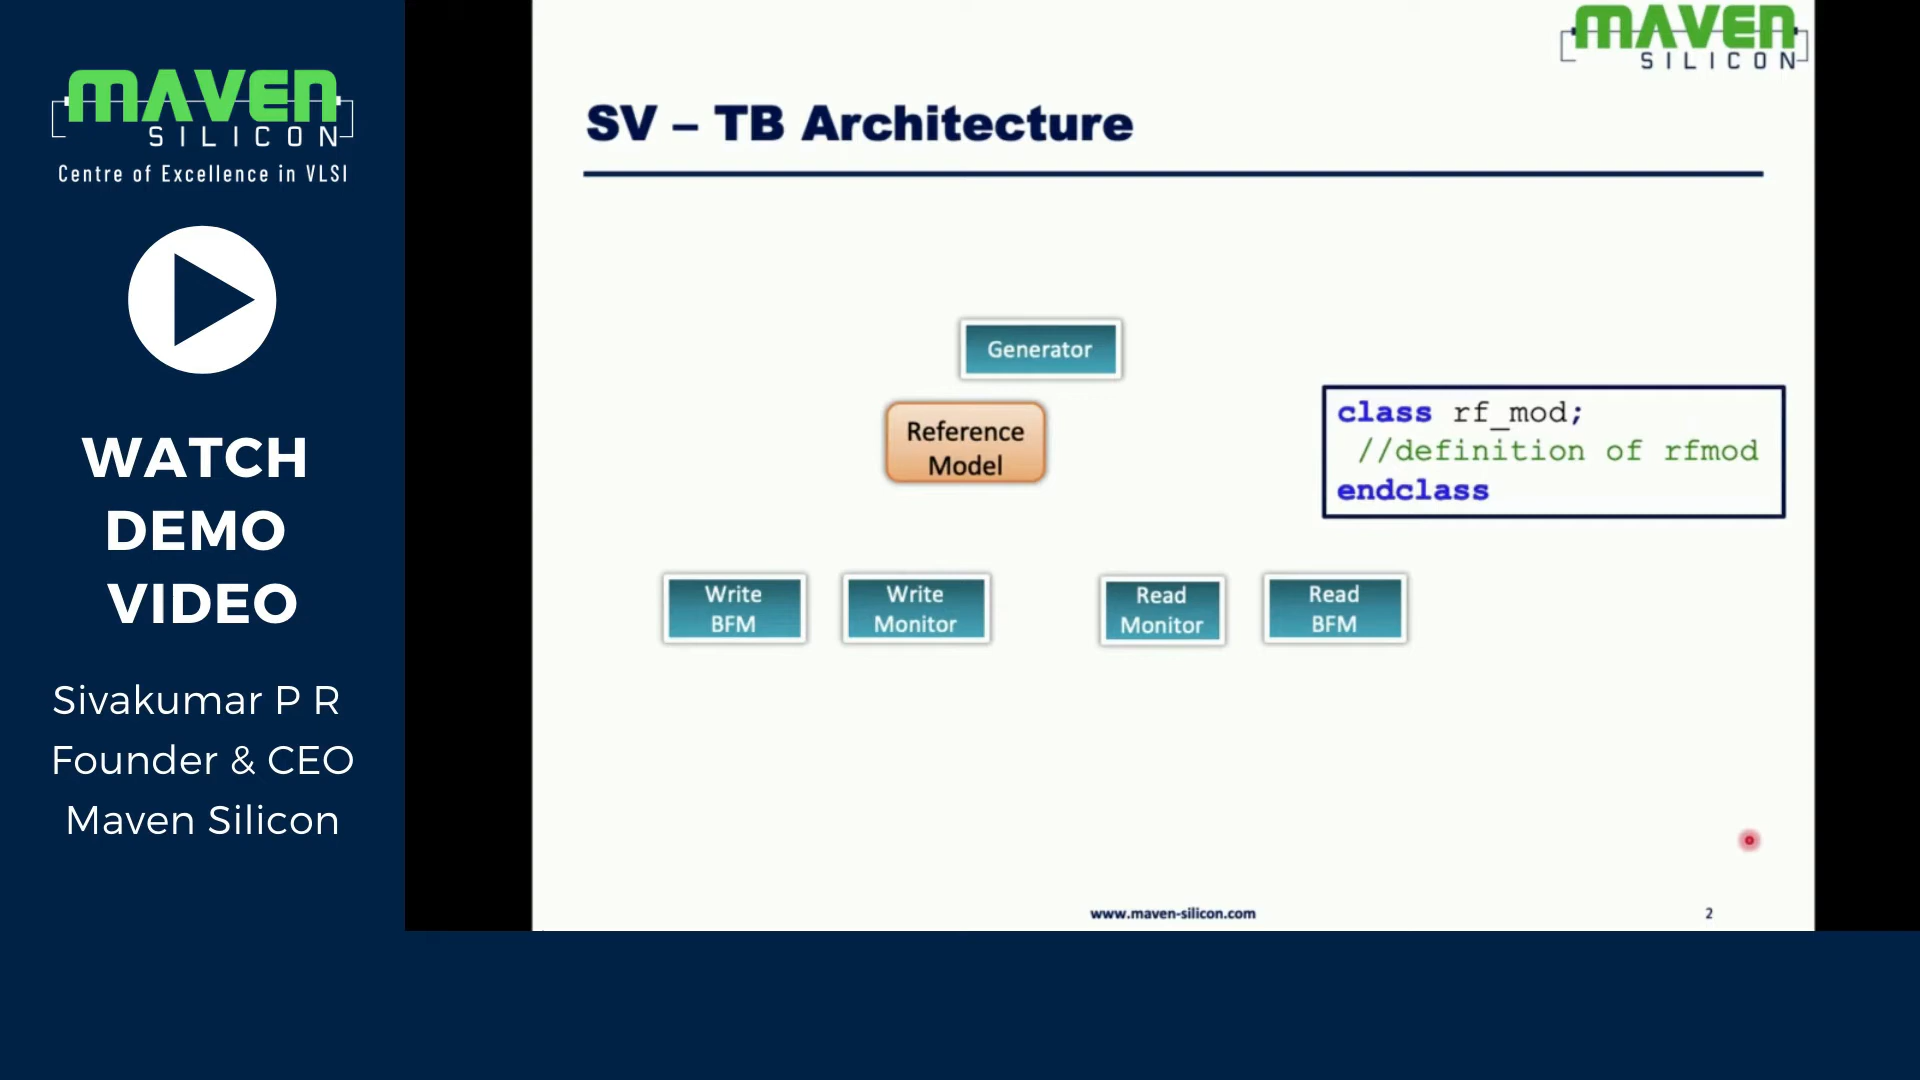 MAVEN
SILICON
Centre of Excellence in VLSI
WATCH
DEMO
VIDEO
Sivakumar P R
Founder & CEO
Maven Silicon
MAVEN
SILICON
SV – TB Architecture
Generator
Reference
Model
class rf_mod;
//definition of rfmod
endclass
Write
BFM
Write
Monitor
Read
Monitor
Read
BFM
www.maven-silicon.com
2